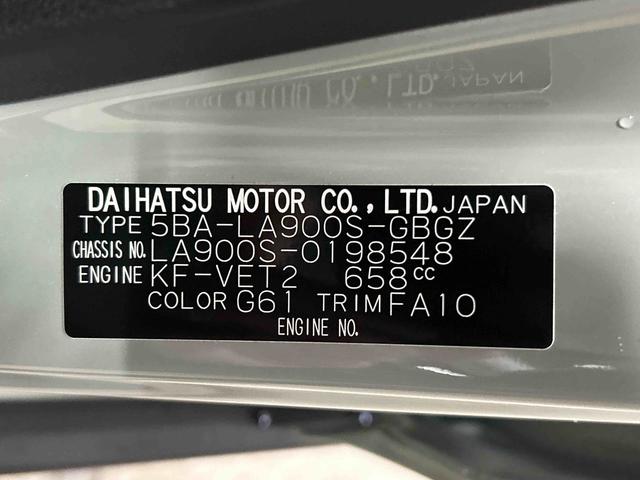 DAIHATSU MOTOR CO., LTD. JAPAN
TYPE 5BA-LA900S-GBGZ
CHASSIS NO. LA900S-0198548
ENGINE KF-VET2 658cc
COLOR G61 TRIM FA10
ENGINE NO.